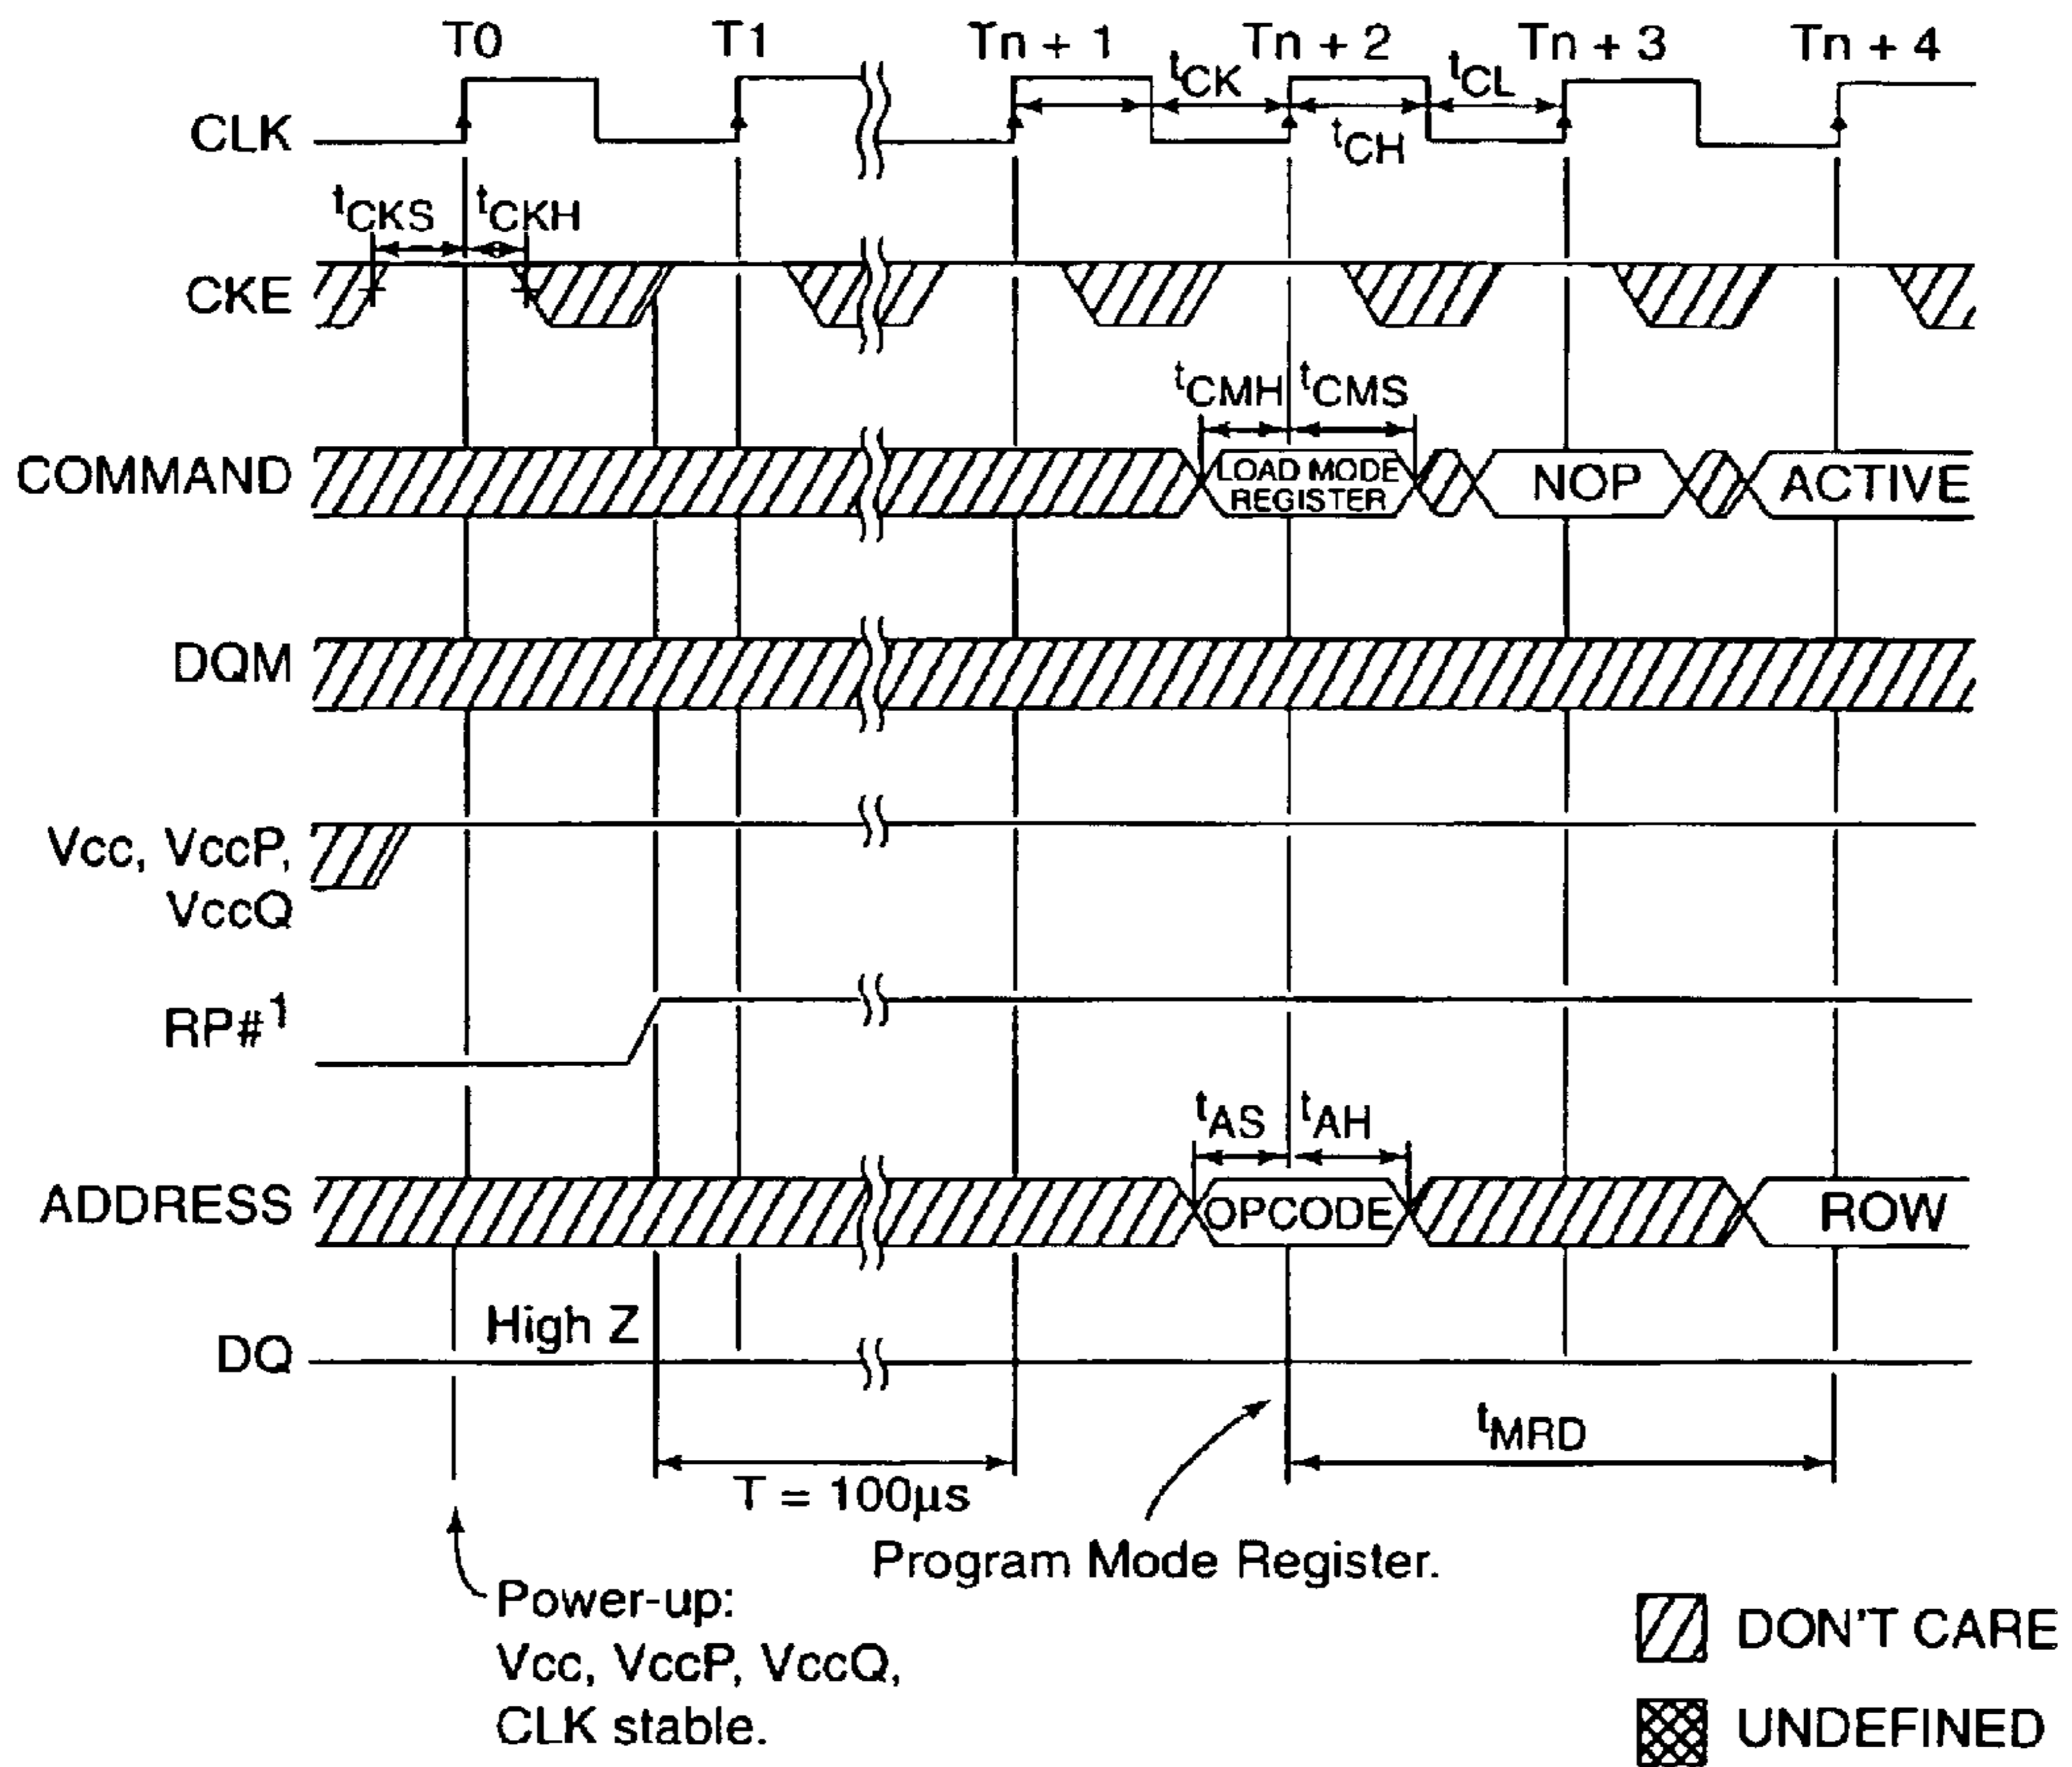 T0 T1 Tn + 1 Tn + 2 Tn + 3 Tn + 4
tCK tCL
CLK
tCH
tCKS tCKH
CKE
tCMH tCMS
COMMAND LOAD MODE REGISTER NOP ACTIVE
DQM
Vcc, VccP,
VccQ
RP#1
tAS tAH
ADDRESS OPCODE ROW
High Z
DQ
tMRD
T = 100µs
Program Mode Register.
Power-up:
Vcc, VccP, VccQ,
CLK stable.
DON'T CARE
UNDEFINED